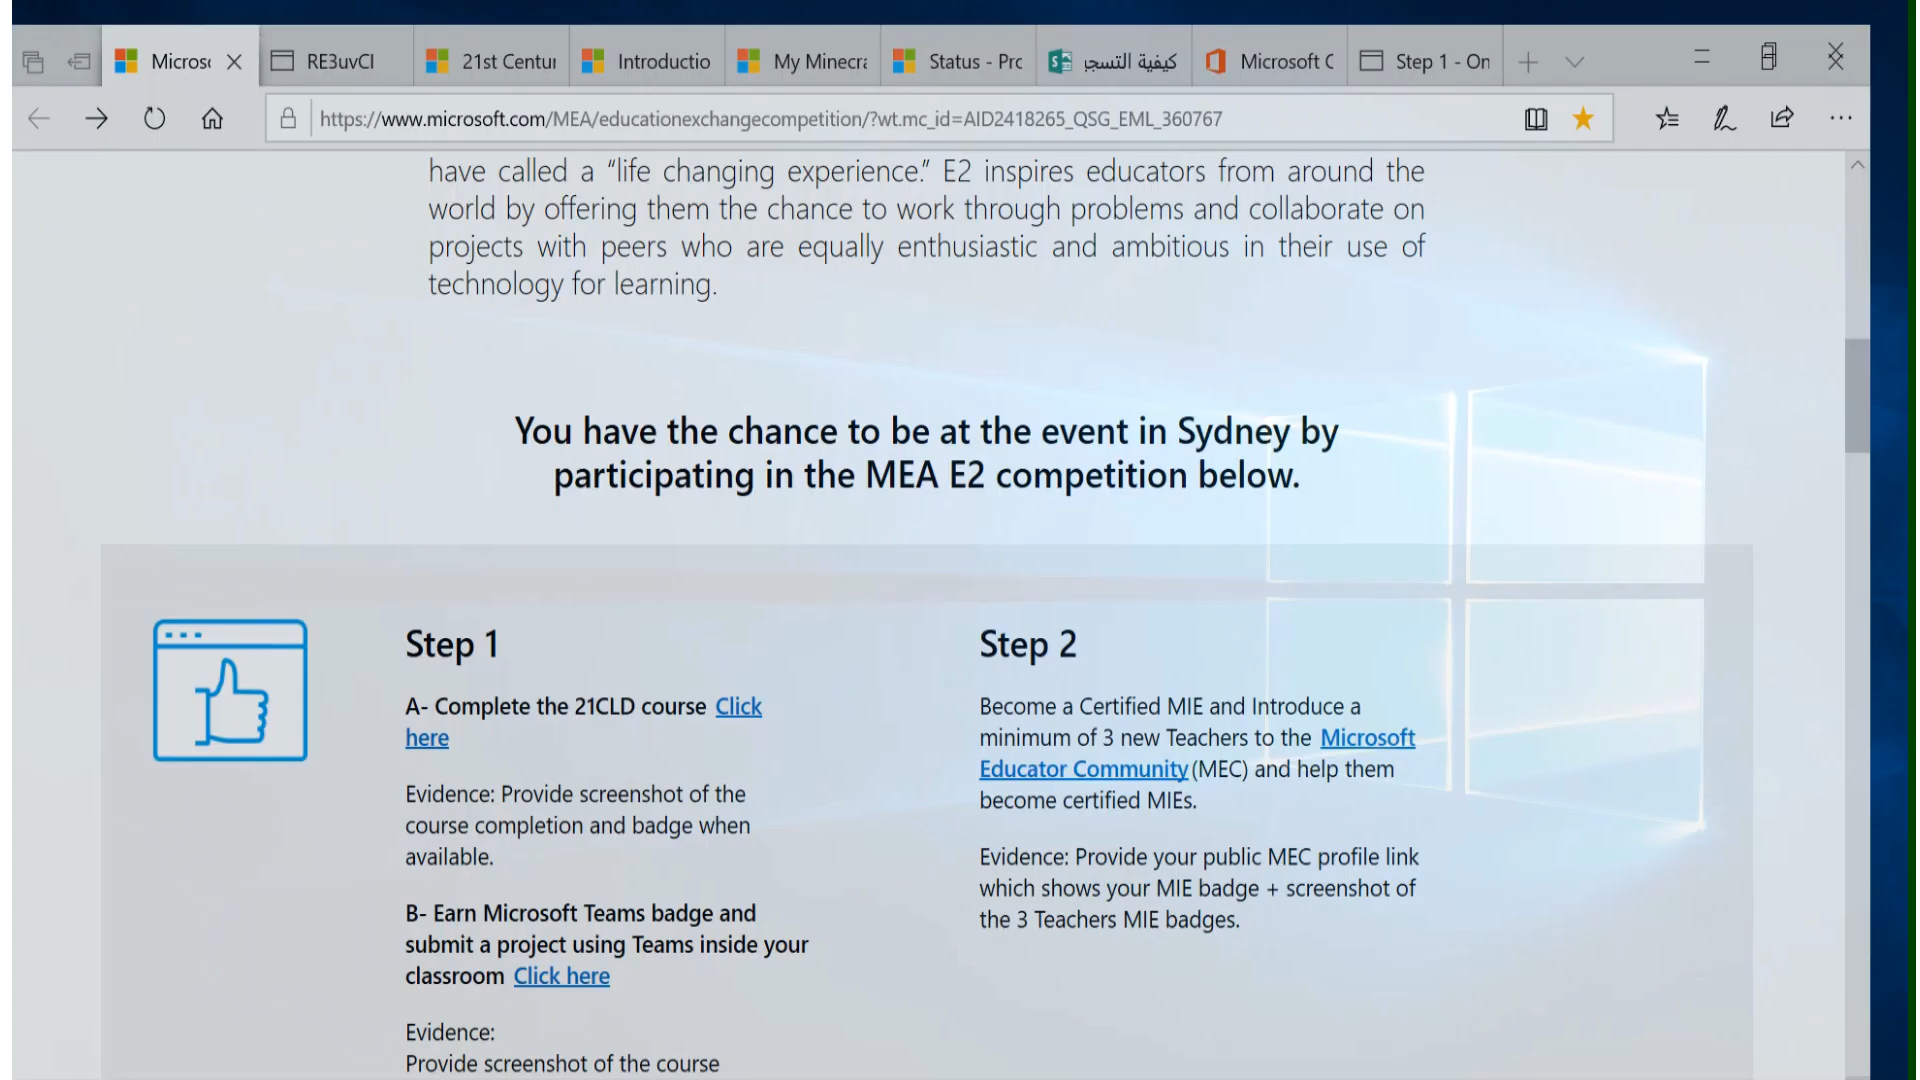 Micros
RE3uvCI
21st Centur
Introductio
My Minecra
Status - Prc
كيفية التسجي
Microsoft C
Step 1 - On
https://www.microsoft.com/MEA/educationexchangecompetition/?wt.mc_id=AID2418265_QSG_EML_360767
have called a “life changing experience.” E2 inspires educators from around the
world by offering them the chance to work through problems and collaborate on
projects with peers who are equally enthusiastic and ambitious in their use of
technology for learning.
You have the chance to be at the event in Sydney by
participating in the MEA E2 competition below.
Step 1
A- Complete the 21CLD course Click
here
Evidence: Provide screenshot of the
course completion and badge when
available.
B- Earn Microsoft Teams badge and
submit a project using Teams inside your
classroom Click here
Evidence:
Provide screenshot of the course
Step 2
Become a Certified MIE and Introduce a
minimum of 3 new Teachers to the Microsoft
Educator Community (MEC) and help them
become certified MIEs.
Evidence: Provide your public MEC profile link
which shows your MIE badge + screenshot of
the 3 Teachers MIE badges.